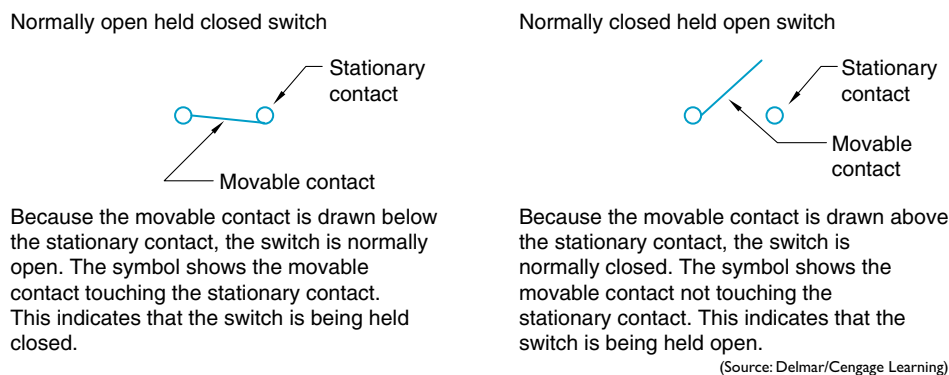 Normally open held closed switch
Stationary
contact
Movable contact
Because the movable contact is drawn below
the stationary contact, the switch is normally
open. The symbol shows the movable
contact touching the stationary contact.
This indicates that the switch is being held
closed.
Normally closed held open switch
Stationary
contact
Movable
contact
Because the movable contact is drawn above
the stationary contact, the switch is
normally closed. The symbol shows the
movable contact not touching the
stationary contact. This indicates that the
switch is being held open.
(Source: Delmar/Cengage Learning)